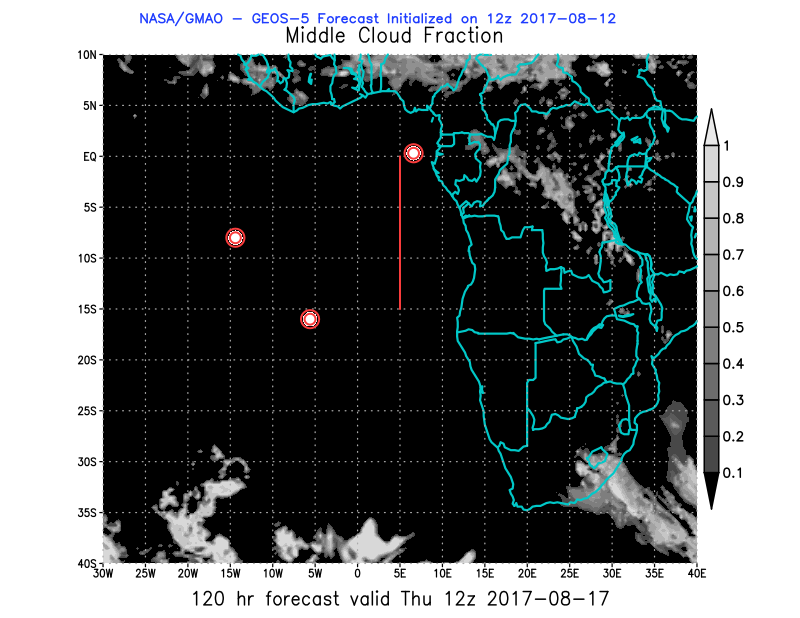 NASA/GMAO - GEOS-5 Forecast Initialized on 12z 2017-08-12
Middle Cloud Fraction
10N
5N
EQ
5S
10S
15S
20S
25S
30S
35S
40S
30W 25W 20W 15W 10W 5W 0 5E 10E 15E 20E 25E 30E 35E 40E
1
0.9
0.8
0.7
0.6
0.5
0.4
0.3
0.2
0.1
120 hr forecast valid Thu 12z 2017-08-17